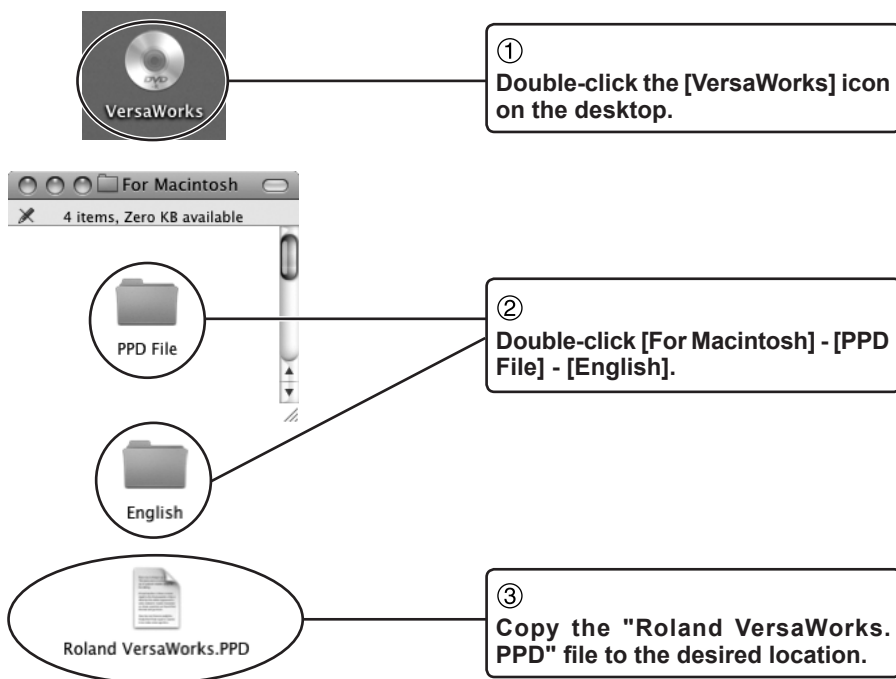 DVD
VersaWorks
①
Double-click the [VersaWorks] icon
on the desktop.
For Macintosh
4 items, Zero KB available
PPD File
②
Double-click [For Macintosh] - [PPD
File] - [English].
English
Roland VersaWorks.PPD
③
Copy the "Roland VersaWorks.
PPD" file to the desired location.